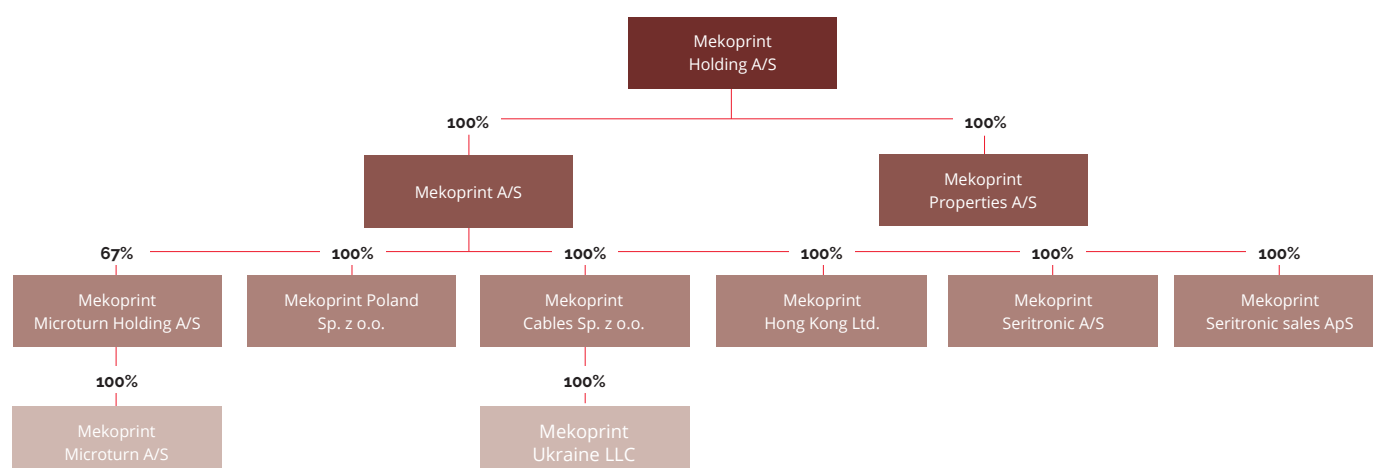 Mekoprint
Holding A/S
100%
100%
Mekoprint A/S
Mekoprint
Properties A/S
67%
100%
100%
100%
100%
100%
Mekoprint
Microturn Holding A/S
Mekoprint Poland
Sp. z o.o.
Mekoprint
Cables Sp. z o.o.
Mekoprint
Hong Kong Ltd.
Mekoprint
Seritronic A/S
Mekoprint
Seritronic sales ApS
100%
100%
Mekoprint
Microturn A/S
Mekoprint
Ukraine LLC